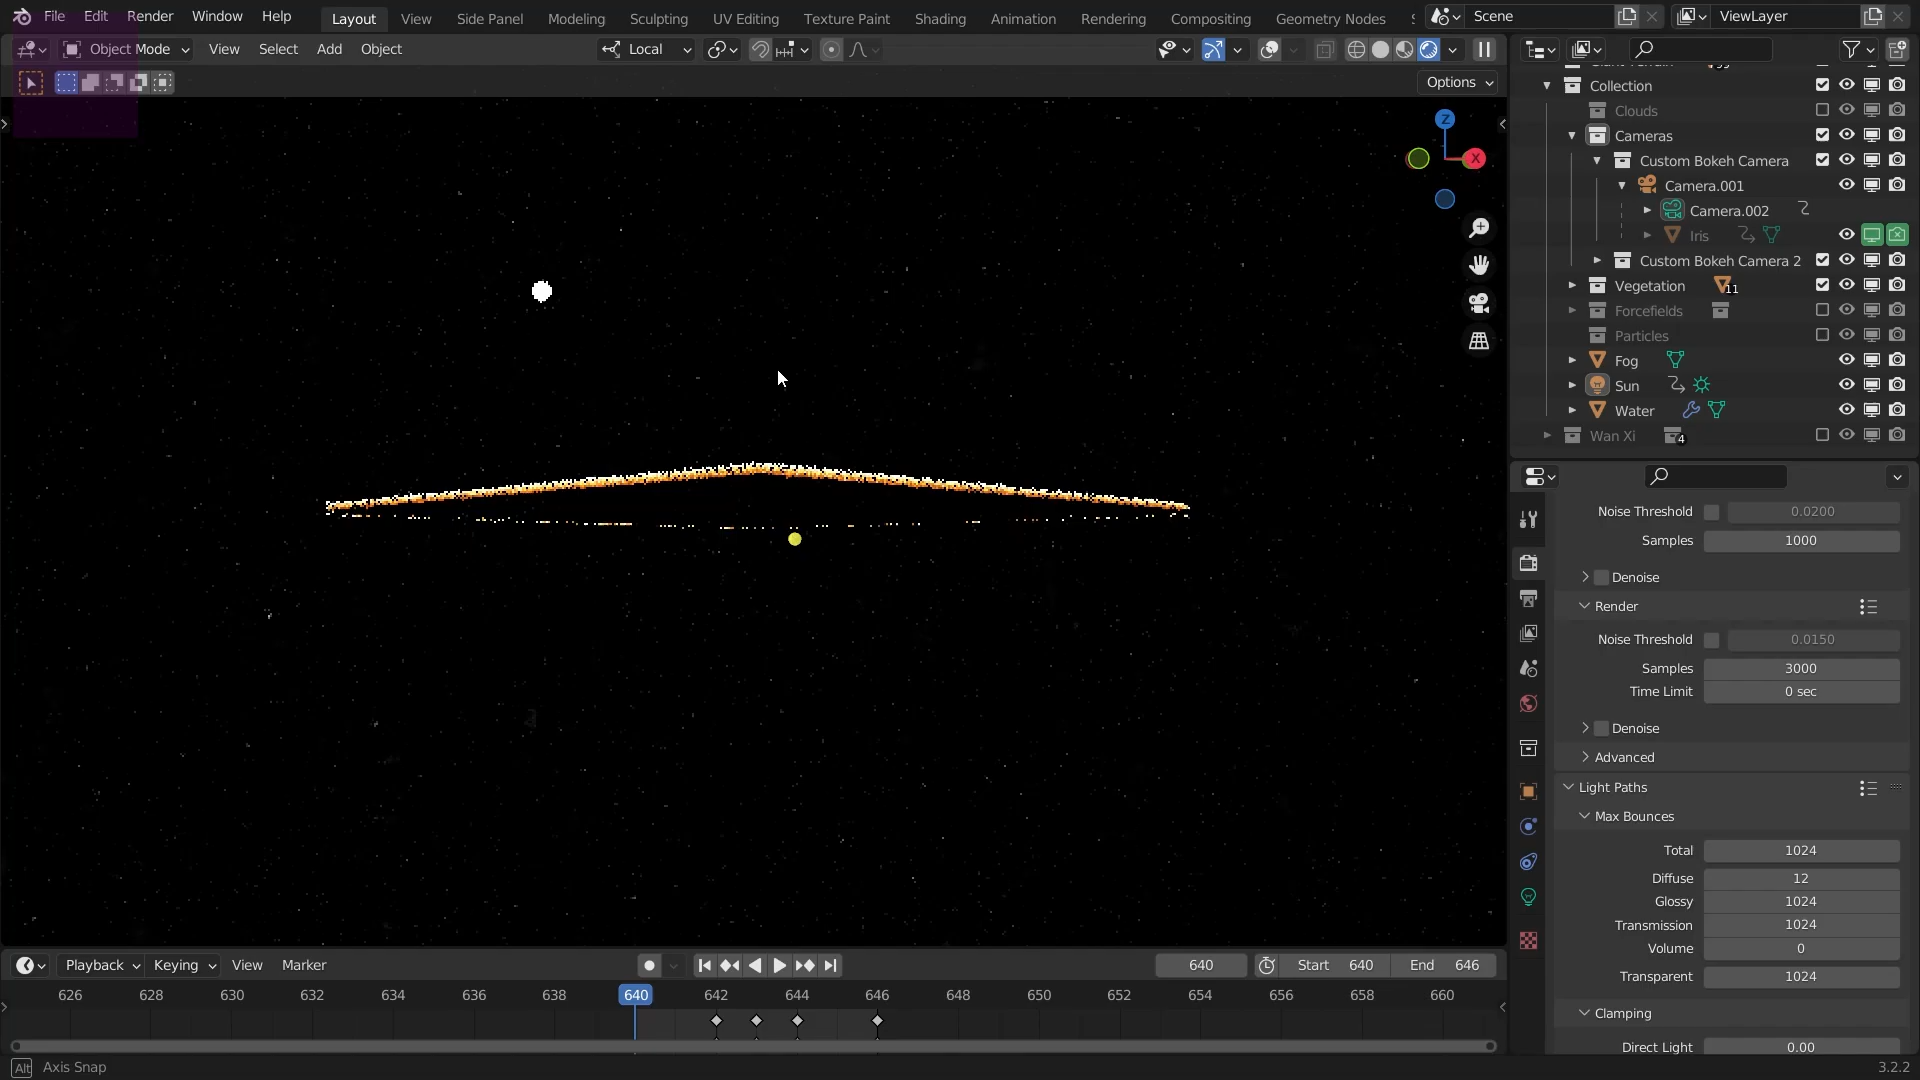 File Edit Render Window Help Layout View Side Panel Modeling Sculpting UV Editing Texture Paint Shading Animation Rendering Compositing Geometry Nodes Scene ViewLayer
Object Mode View Select Add Object Local
Options
Collection
Clouds
Cameras
Custom Bokeh Camera
Camera.001
Camera.002
Iris
Custom Bokeh Camera 2
Vegetation 11
Forcefields
Particles
Fog
Sun
Water
Wan Xi 4
Z
X
Noise Threshold 0.0200
Samples 1000
Denoise
Render
Noise Threshold 0.0150
Samples 3000
Time Limit 0 sec
Denoise
Advanced
Light Paths
Max Bounces
Total 1024
Diffuse 12
Glossy 1024
Transmission 1024
Volume 0
Transparent 1024
Clamping
Direct Light 0.00
Playback Keying View Marker 640 Start 640 End 646
626 628 630 632 634 636 638 640 642 644 646 648 650 652 654 656 658 660
Alt Axis Snap 3.2.2